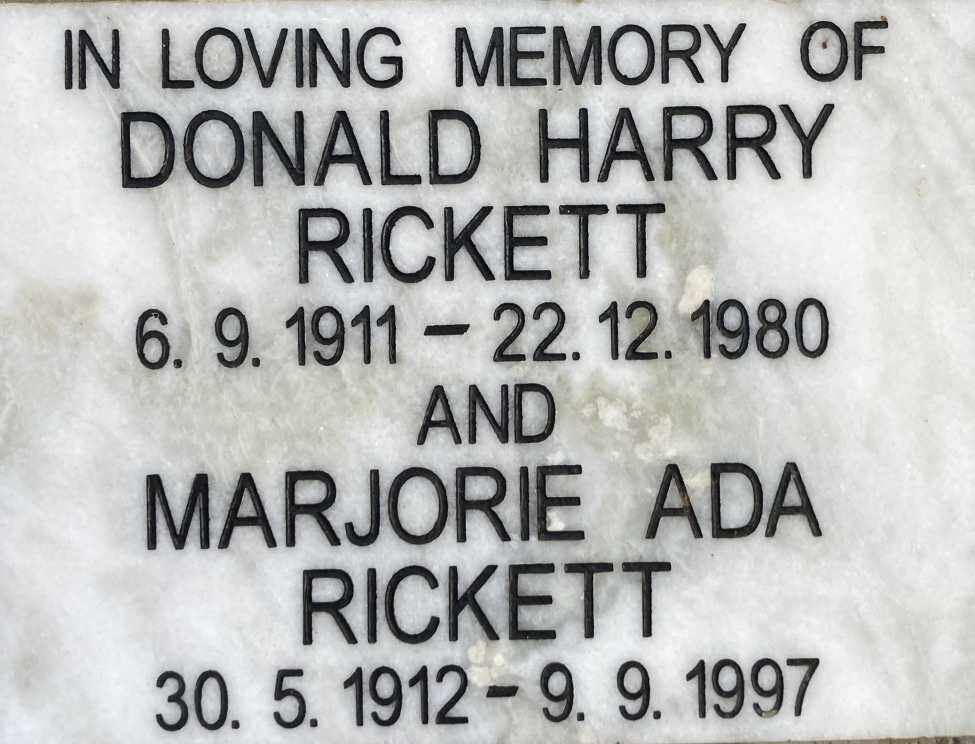 IN LOVING MEMORY OF
DONALD HARRY
RICKETT
6. 9. 1911 – 22. 12. 1980
AND
MARJORIE ADA
RICKETT
30. 5. 1912 – 9. 9. 1997